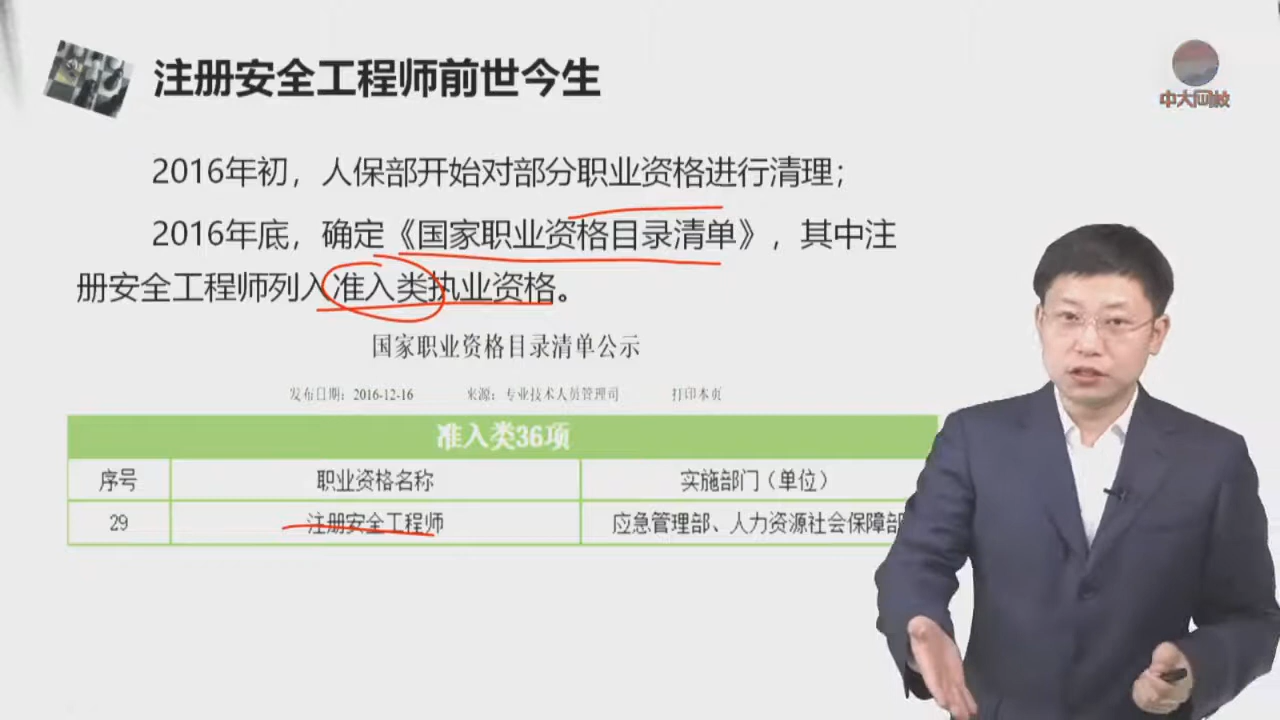 注册安全工程师前世今生
中大网校
2016年初，人保部开始对部分职业资格进行清理；
2016年底，确定《国家职业资格目录清单》，其中注
册安全工程师列入准入类执业资格。
国家职业资格目录清单公示
发布日期：2016-12-16 来源：专业技术人员管理司 打印本页
准入类36项
序号 职业资格名称 实施部门（单位）
29 注册安全工程师 应急管理部、人力资源社会保障部